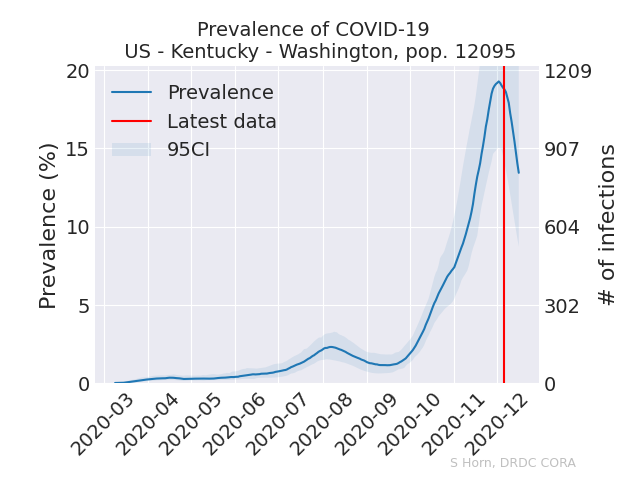 Prevalence of COVID-19
US - Kentucky - Washington, pop. 12095
Prevalence (%)
20
15
10
5
0
Prevalence
Latest data
95CI
1209
907
604
302
0
# of infections
2020-03
2020-04
2020-05
2020-06
2020-07
2020-08
2020-09
2020-10
2020-11
2020-12
S Horn, DRDC CORA